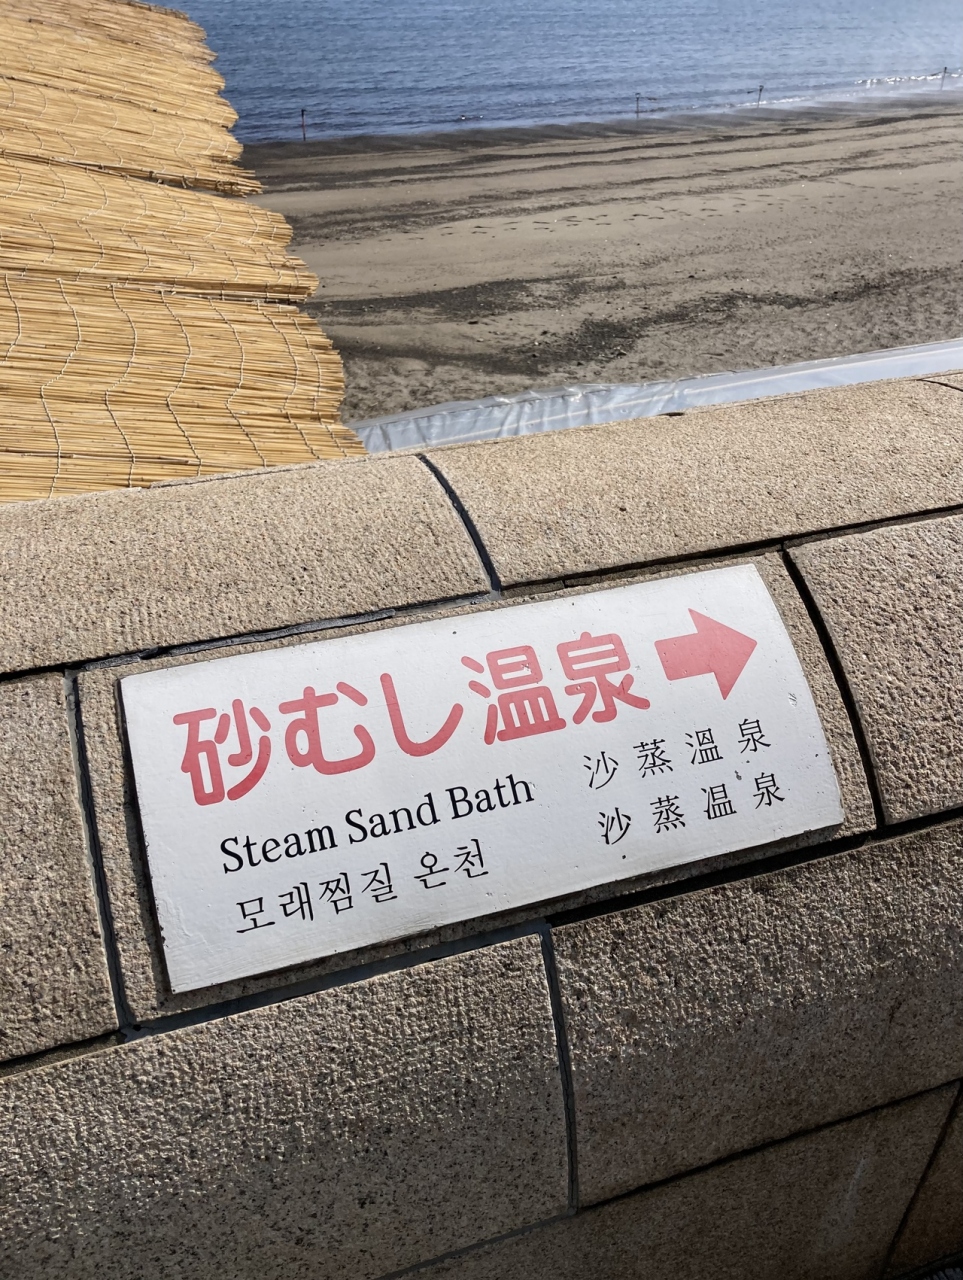 砂むし温泉
Steam Sand Bath
모래찜질 온천
沙蒸溫泉
沙蒸温泉